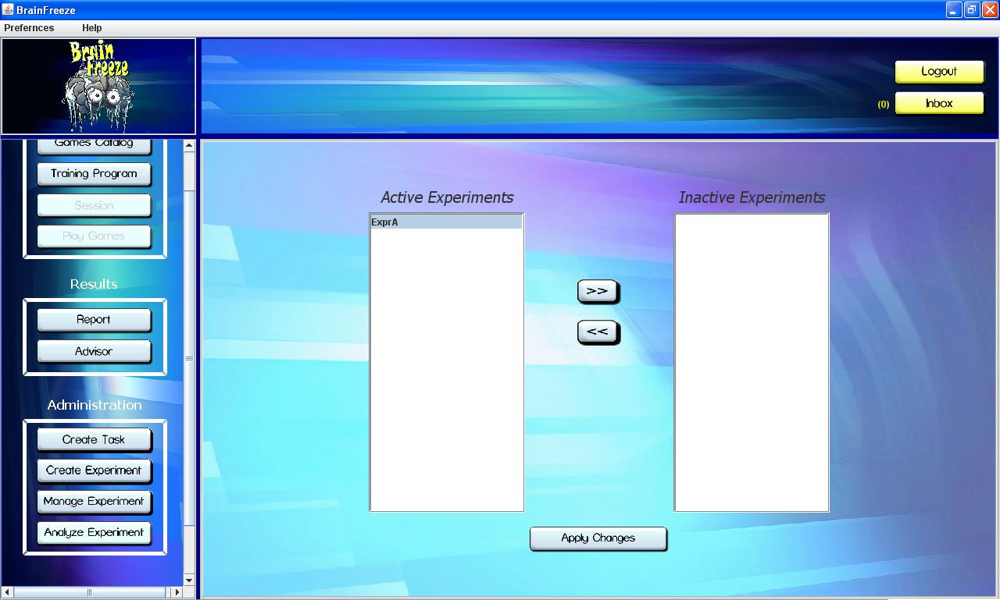 BrainFreeze
Prefernces Help
Brain
Freeze
Logout
(0) Inbox
Games Catalog
Training Program
Session
Play Games
Results
Report
Advisor
Administration
Create Task
Create Experiment
Manage Experiment
Analyze Experiment
Active Experiments
ExprA
>>
<<
Inactive Experiments
Apply Changes